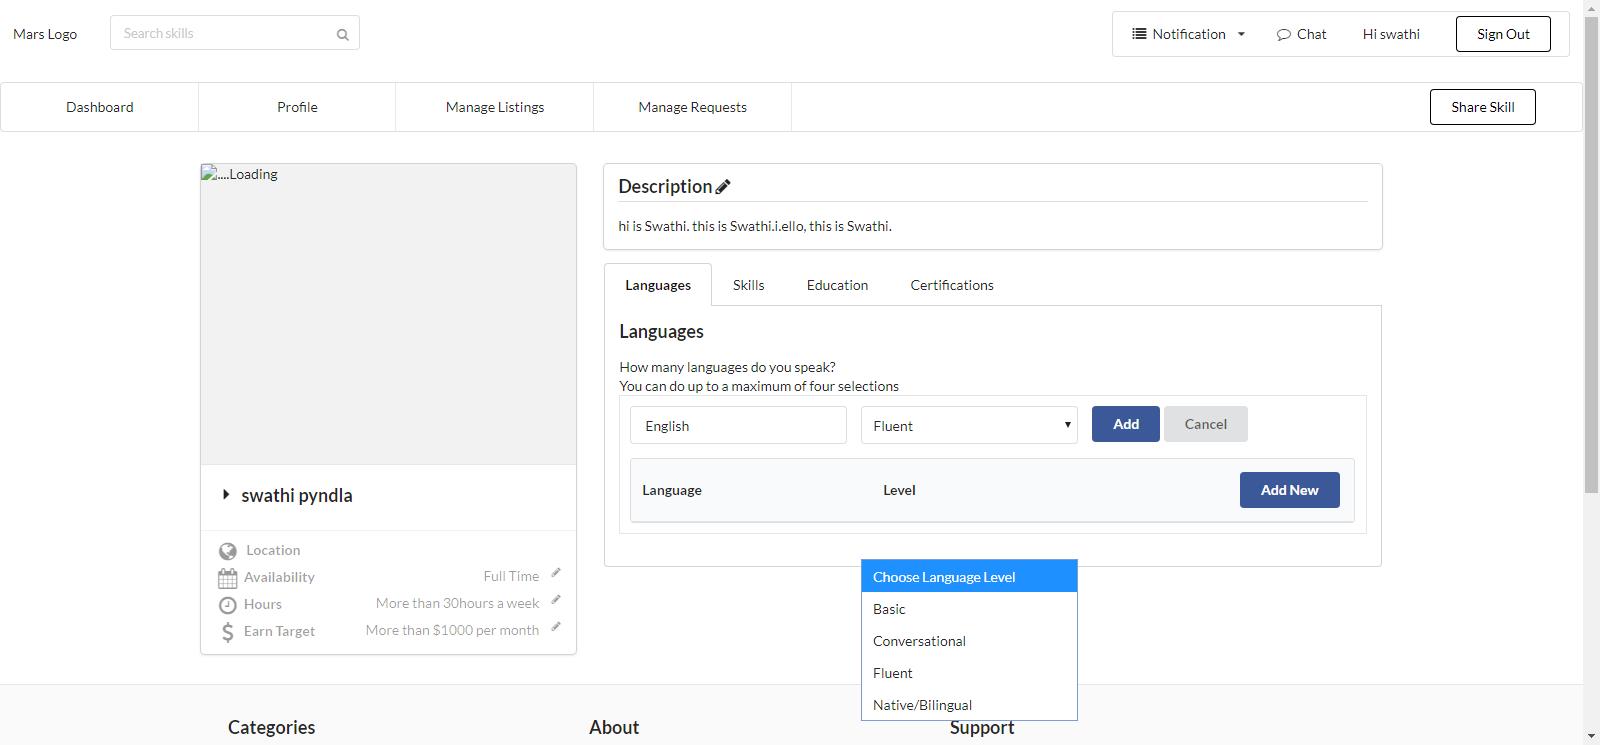 Mars Logo
Search skills
Notification
Chat
Hi swathi
Sign Out
Dashboard
Profile
Manage Listings
Manage Requests
Share Skill
....Loading
swathi pyndla
Location
Availability
Full Time
Hours
More than 30hours a week
Earn Target
More than $1000 per month
Description
hi is Swathi. this is Swathi.i.ello, this is Swathi.
Languages
Skills
Education
Certifications
Languages
How many languages do you speak?
You can do up to a maximum of four selections
English
Fluent
Add
Cancel
Language
Level
Add New
Choose Language Level
Basic
Conversational
Fluent
Native/Bilingual
Categories
About
Support